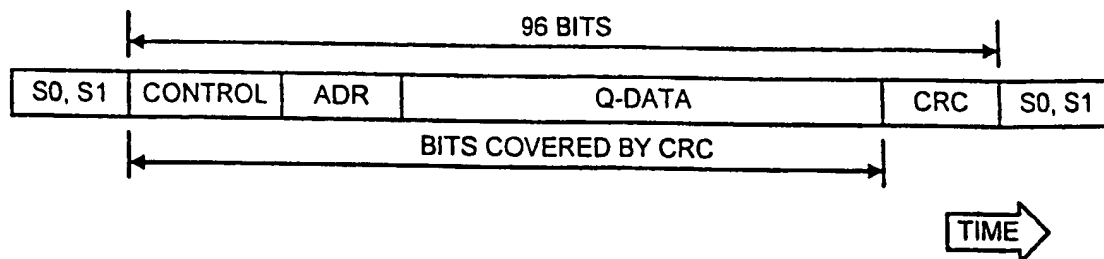 96 BITS
S0, S1 CONTROL ADR Q-DATA CRC S0, S1
BITS COVERED BY CRC
TIME